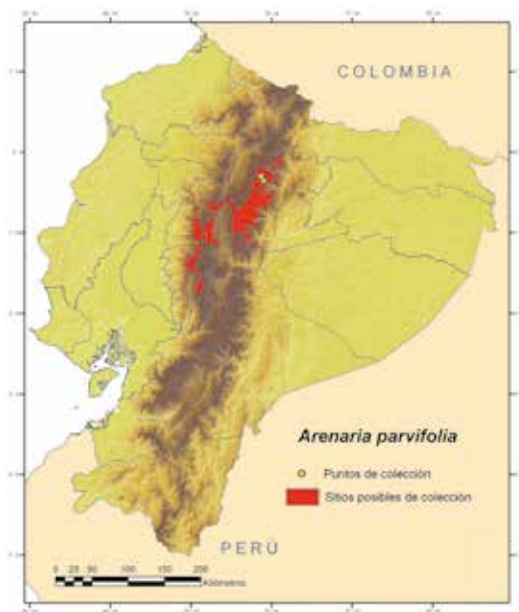 COLOMBIA
Arenaria parvifolia
Puntos de colección
Sitios posibles de colección
PERÚ
0 25 50 100 150 200
Kilómetros